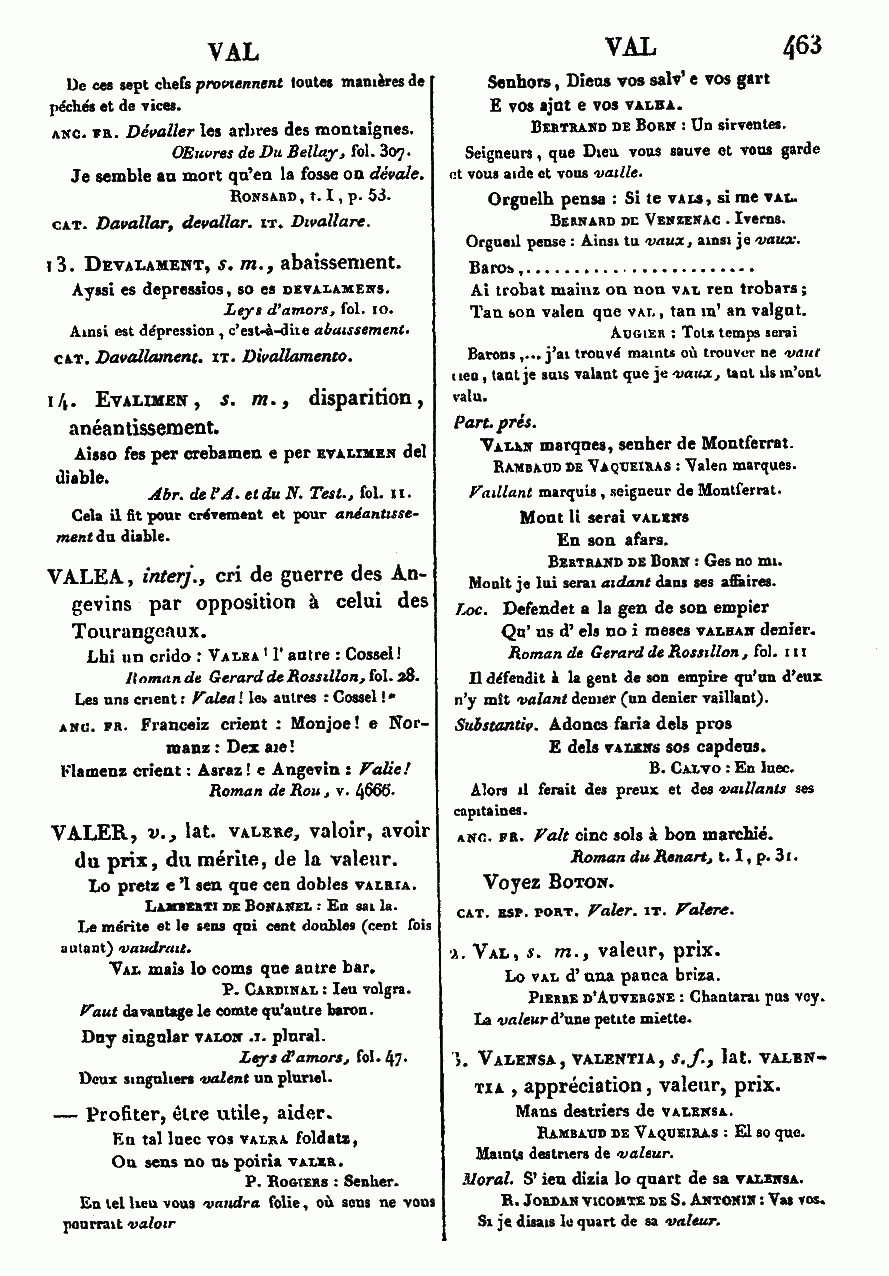 VAL
VAL 463
De ces sept chefs proviennent toutes manières de
péchés et de vices.
ANC. FR. Dévaller les arbres des montaignes.
Œuvres de Du Bellay, fol. 307.
Je semble au mort qu'en la fosse on dévale.
RONSARD, t. I, p. 53.
CAT. Davallar, devallar. IT. Divallare.
13. DEVALAMENT, s. m., abaissement.
Ayssi es depressios, so es DEVALAMENS.
Leys d'amors, fol. 10.
Ainsi est dépression, c'est-à-dire abaissement.
CAT. Davallament. IT. Divallamento.
14. EVALIMEN, s. m., disparition,
anéantissement.
Aisso fes per crebamen e per EVALIMEN del
diable.
Abr. de l'A. et du N. Test., fol. 11.
Cela il fit pour crévement et pour anéantisse-
ment du diable.
VALEA, interj., cri de guerre des An-
gevins par opposition à celui des
Tourangeaux.
Lhi un crido : VALEA ! l' autre : Cossel !
Roman de Gerard de Rossillon, fol. 28.
Les uns crient : Valea ! les autres : Cossel !"
ANC. FR. Franceiz crient : Monjoe ! e Nor-
manz : Dex aie !
Flamenz crient : Asraz ! e Angevin : Valie !
Roman de Rou, v. 4666.
VALER, v., lat. VALERe, valoir, avoir
du prix, du mérite, de la valeur.
Lo pretz e 'l sen que cen dobles VALRIA.
LAMBERTI DE BONANEL : En sai la.
Le mérite et le sens qui cent doubles (cent fois
autant) vaudrait.
VAL mais lo coms que autre bar.
P. CARDINAL : Ieu volgra.
Vaut davantage le comte qu'autre baron.
Duy singular VALON .I. plural.
Leys d'amors, fol. 47.
Deux singuliers valent un pluriel.
— Profiter, être utile, aider.
En tal luec vos VALRA foldatz,
On sens no us poiria VALER.
P. ROGIERS : Senher.
En tel lieu vous vaudra folie, où sens ne vous
pourrait valoir
Senhors, Dieus vos salv' e vos gart
E vos ajut e vos VALHA.
BERTRAND DE BORN : Un sirventes.
Seigneurs, que Dieu vous sauve et vous garde
et vous aide et vous vaille.
Orguelh pensa : Si te VALS, si me VAL.
BERNARD DE VENZENAC. Iverns.
Orgueil pense : Ainsi tu vaux, ainsi je vaux.
Baros,........................
Ai trobat mainz on non VAL ren trobars ;
Tan son valen que VAL, tan m' an valgut.
AUGIER : Totz temps serai
Barons,... j'ai trouvé maints où trouver ne vaut
rien, tant je suis valant que je vaux, tant ils m'ont
valu.
Part. prés.
VALAN marques, senher de Montferrat.
RAMBAUD DE VAQUEIRAS : Valen marques.
Vaillant marquis, seigneur de Montferrat.
Mout li serai VALENS
En son afars.
BERTRAND DE BORN : Ges no mi.
Moult je lui serai aidant dans ses affaires.
Loc. Defendet a la gen de son empier
Qu' us d' els no i meses VALHAN denier.
Roman de Gerard de Rossillon, fol. 111
Il défendit à la gent de son empire qu'un d'eux
n'y mît valant denier (un denier vaillant).
Substantiv. Adoncs faria dels pros
E dels VALENS sos capdeus.
B. CALVO : En luec.
Alors il ferait des preux et des vaillants ses
capitaines.
ANC. FR. Valt cinc sols à bon marchié.
Roman du Renart, t. I, p. 31.
Voyez BOTON.
CAT. ESP. PORT. Valer. IT. Valere.
2. VAL, s. m., valeur, prix.
Lo VAL d' una pauca briza.
PIERRE D'AUVERGNE : Chantarai pus vey.
La valeur d'une petite miette.
3. VALENSA, VALENTIA, s. f., lat. VALEN-
TIA, appréciation, valeur, prix.
Mans destriers de VALENSA.
RAMBAUD DE VAQUEIRAS : El so que.
Maints destriers de valeur.
Moral. S' ieu dizia lo quart de sa VALENSA.
R. JORDAN VICOMTE DE S. ANTONIN : Vas vos.
Si je disais le quart de sa valeur.